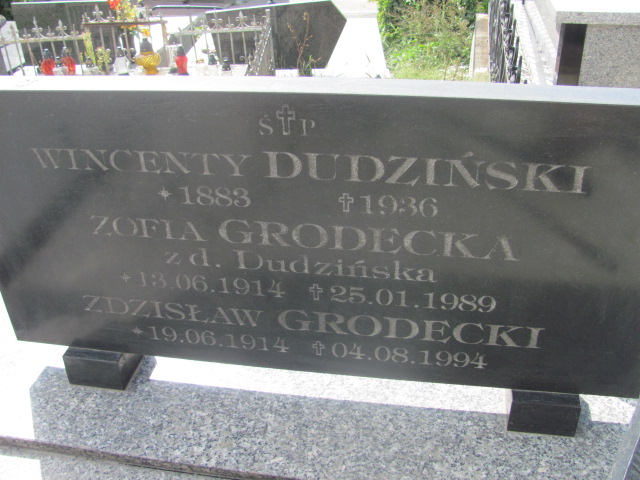 Ś✝P
WINCENTY DUDZIŃSKI
*1883 ✝1936
ZOFIA GRODECKA
z d. Dudzińska
*13.06.1914 ✝25.01.1989
ZDZISŁAW GRODECKI
*19.06.1914 ✝04.08.1994